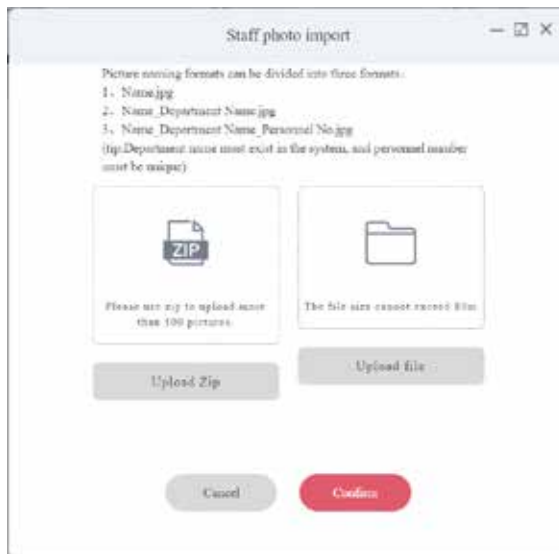 Staff photo import
Picture naming formats can be divided into three formats:
1、Name.jpg
2、Name_Department Name.jpg
3、Name_Department Name_Personnel No.jpg
(tip:Department name must exist in the system, and personnel number
must be unique)
ZIP
Please use zip to upload more
than 100 pictures
The file size cannot exceed
Upload Zip
Upload file
Cancel
Confirm